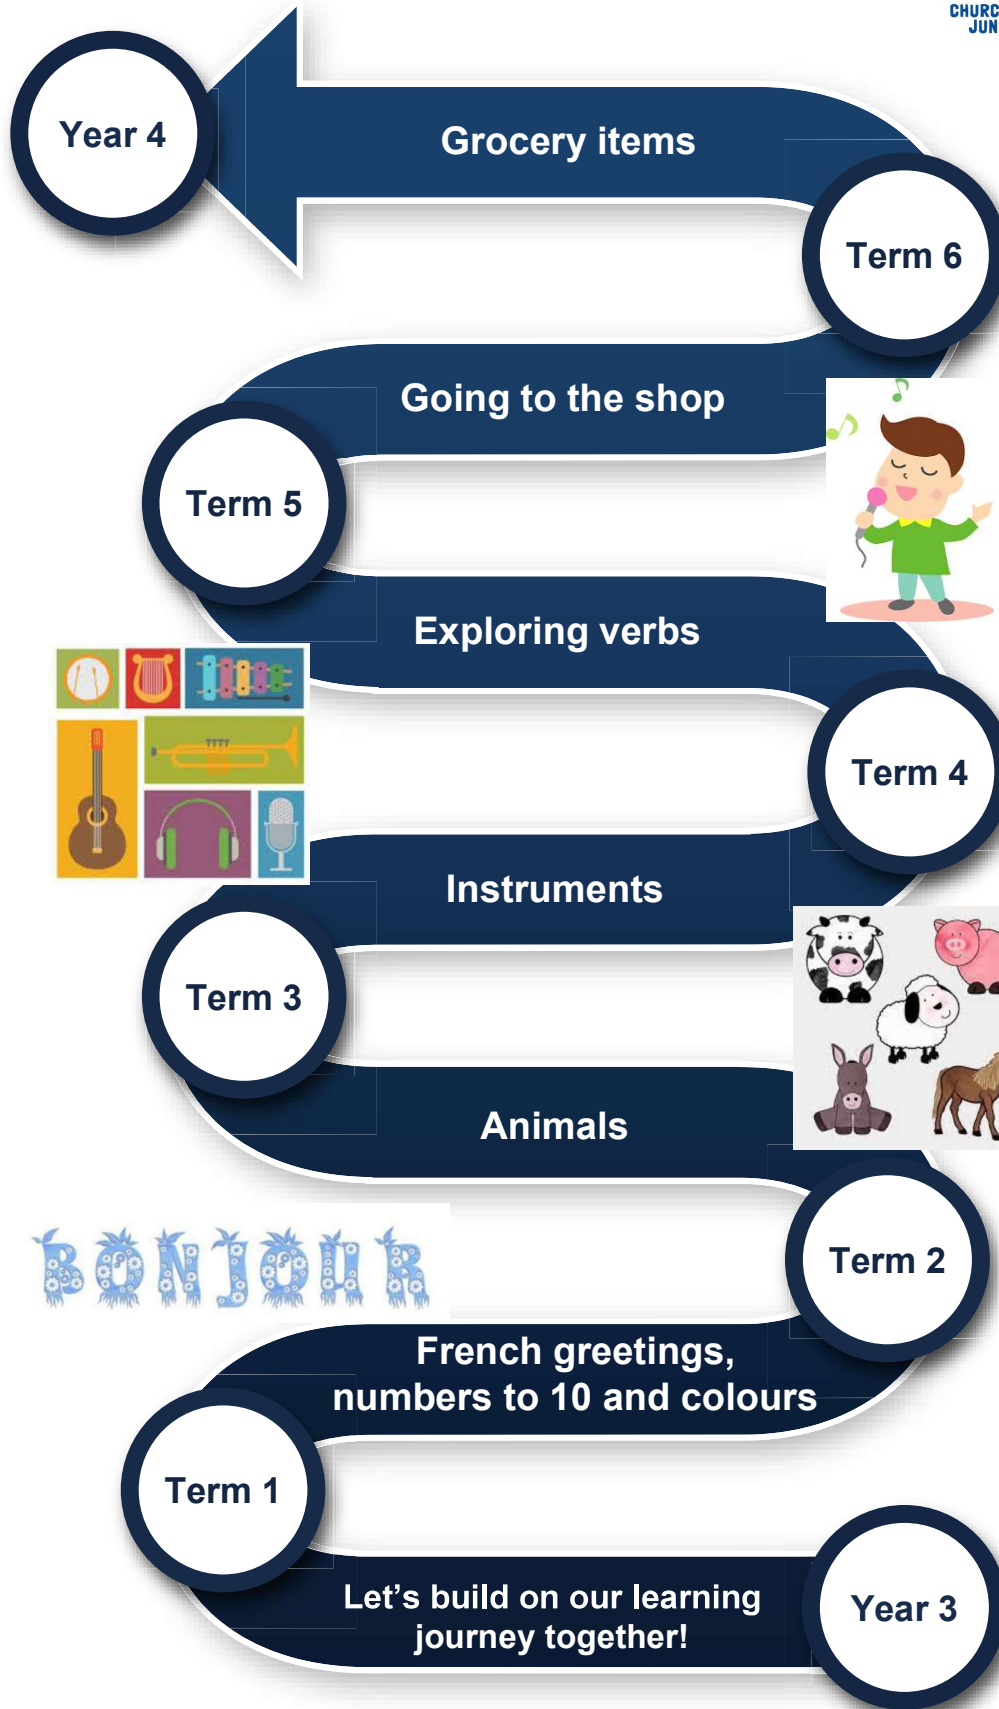 CHURC
JUN
Year 4
Grocery items
Term 6
Going to the shop
Term 5
Exploring verbs
Term 4
Instruments
Term 3
Animals
Term 2
BONJOUR
French greetings,
numbers to 10 and colours
Term 1
Let's build on our learning
journey together!
Year 3